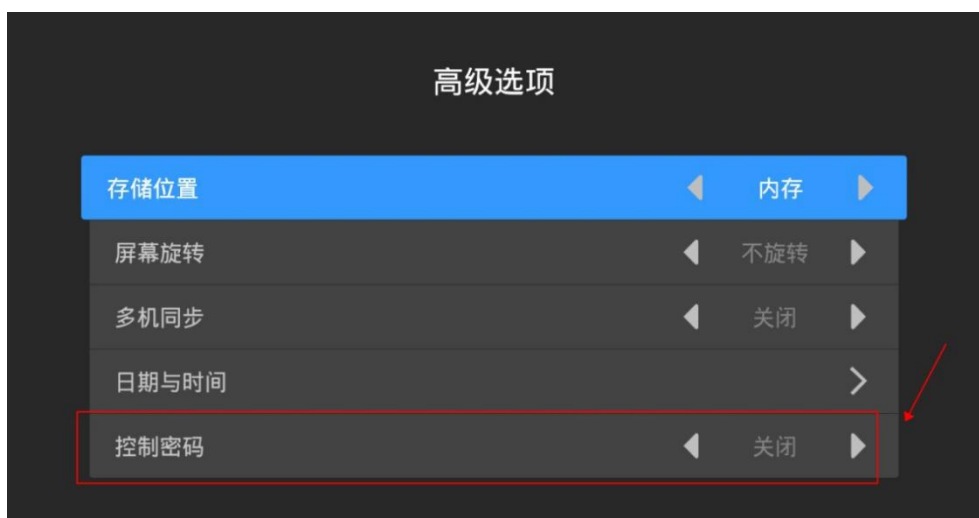 高级选项
存储位置 内存
屏幕旋转 不旋转
多机同步 关闭
日期与时间
控制密码 关闭